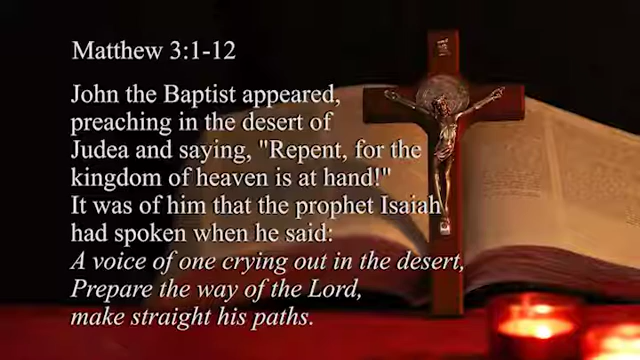 Matthew 3:1-12
John the Baptist appeared,
preaching in the desert of
Judea and saying, "Repent, for the
kingdom of heaven is at hand!"
It was of him that the prophet Isaiah
had spoken when he said:
A voice of one crying out in the desert,
Prepare the way of the Lord,
make straight his paths.